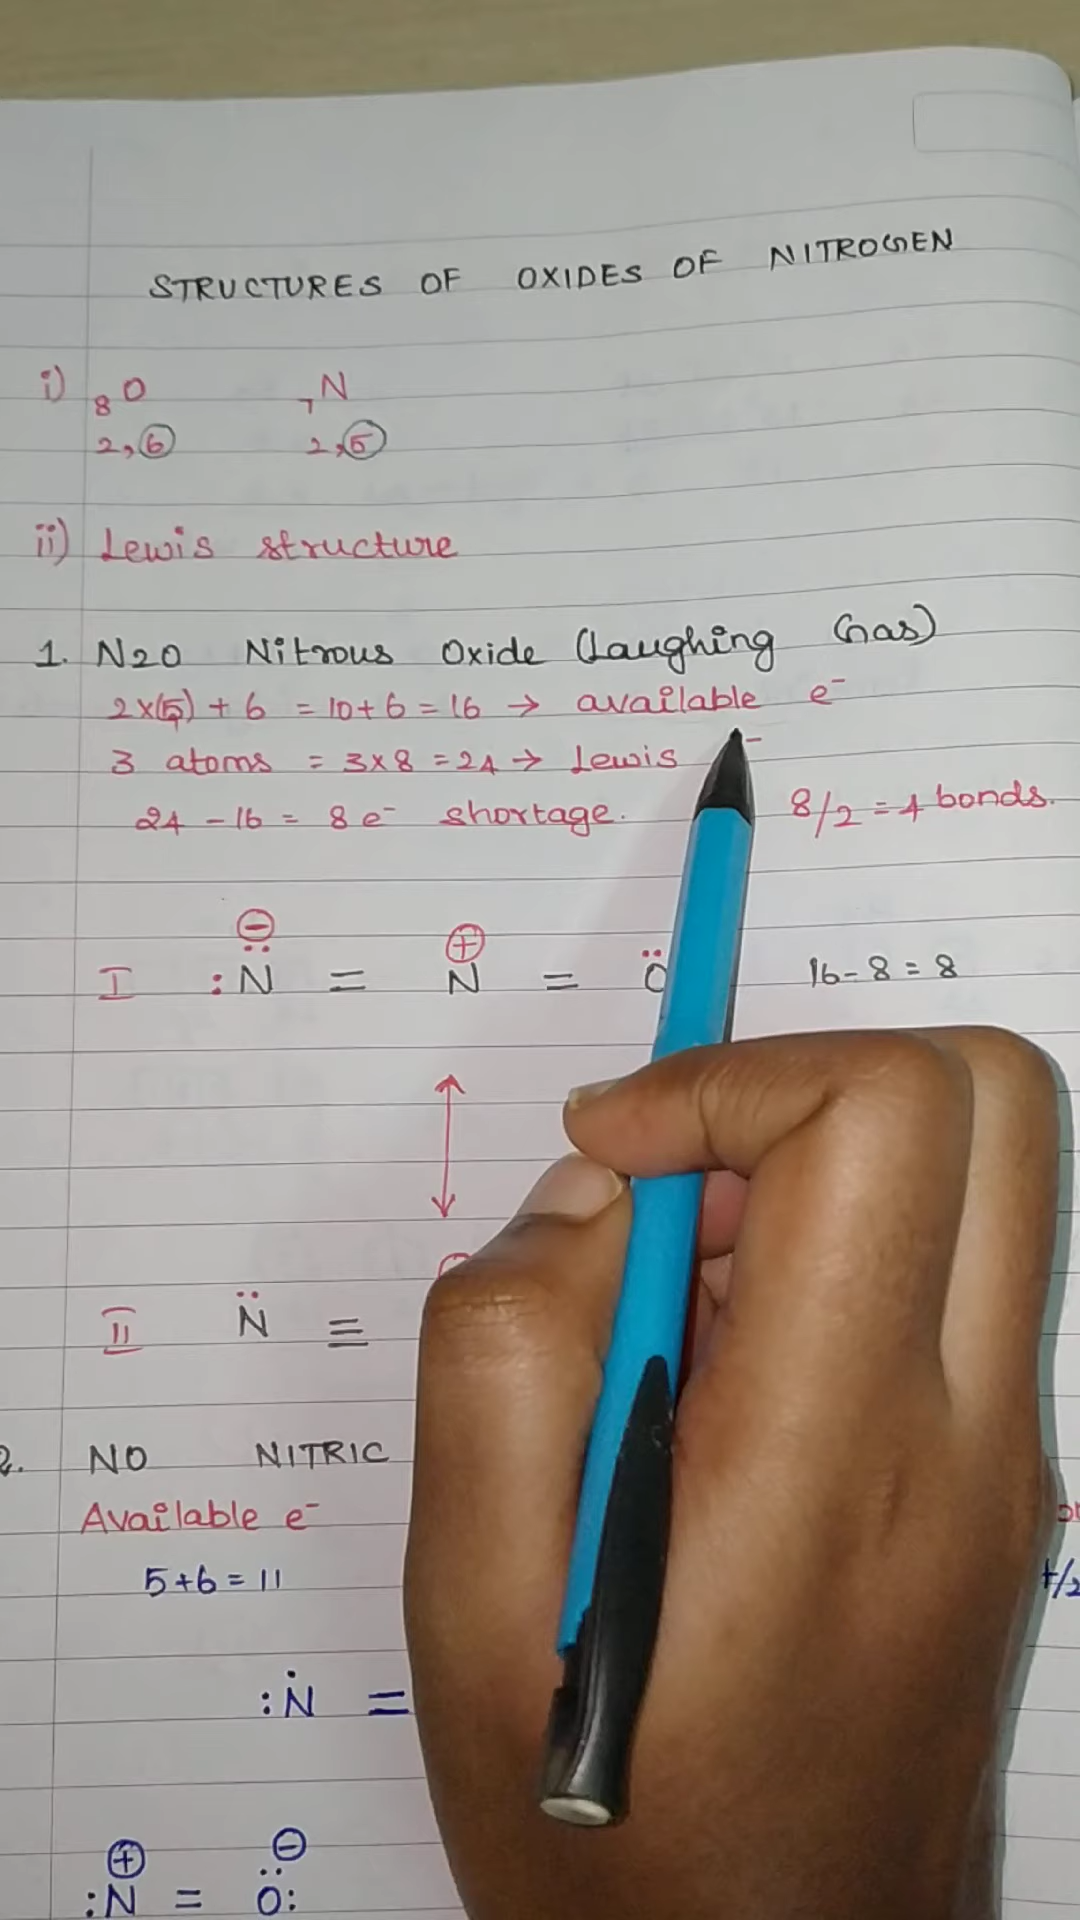 STRUCTURES OF OXIDES OF NITROGEN
i) ₈O ₇N
2,6 2,5
ii) Lewis structure
1. N2O Nitrous Oxide (Laughing Gas)
2×(5) + 6 = 10+6 = 16 → available e⁻
3 atoms = 3×8 = 24 → Lewis
24 – 16 = 8 e⁻ shortage. 8/2 = 4 bonds.
⊖ ⊕
I :N̈ = N = Ö 16 – 8 = 8
II N̈ ≡
2. NO NITRIC
Available e⁻
5+6 = 11
:Ṅ =
⊕ ⊖
:N = Ö: